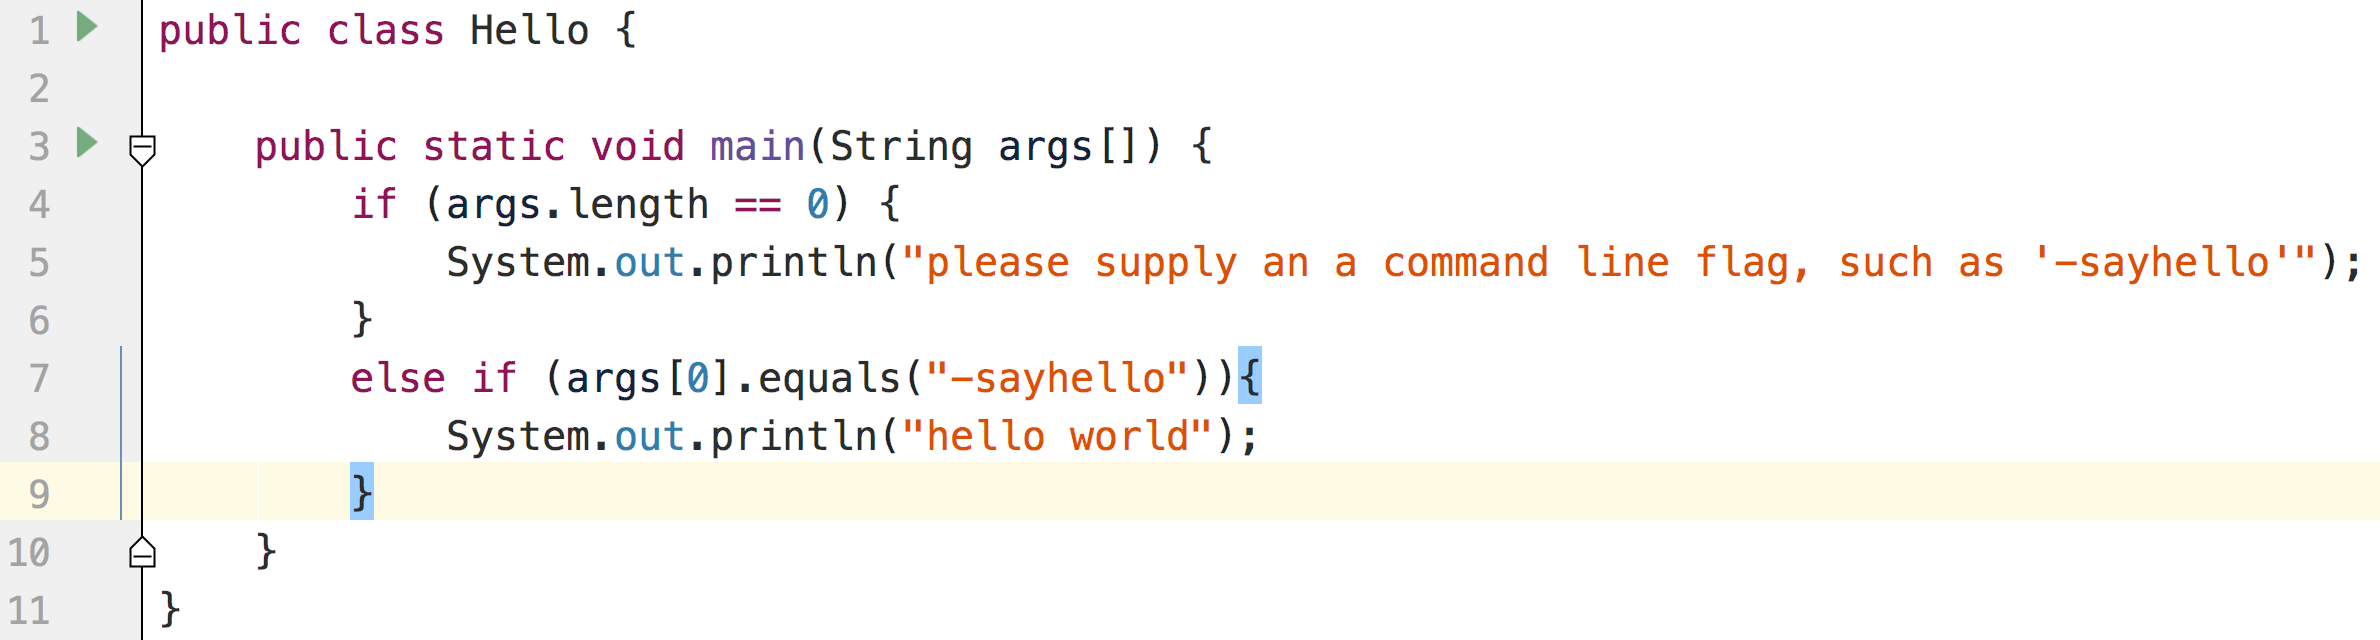 1 public class Hello {
2
3     public static void main(String args[]) {
4         if (args.length == 0) {
5             System.out.println("please supply an a command line flag, such as '-sayhello'");
6         }
7         else if (args[0].equals("-sayhello")){
8             System.out.println("hello world");
9         }
10     }
11 }